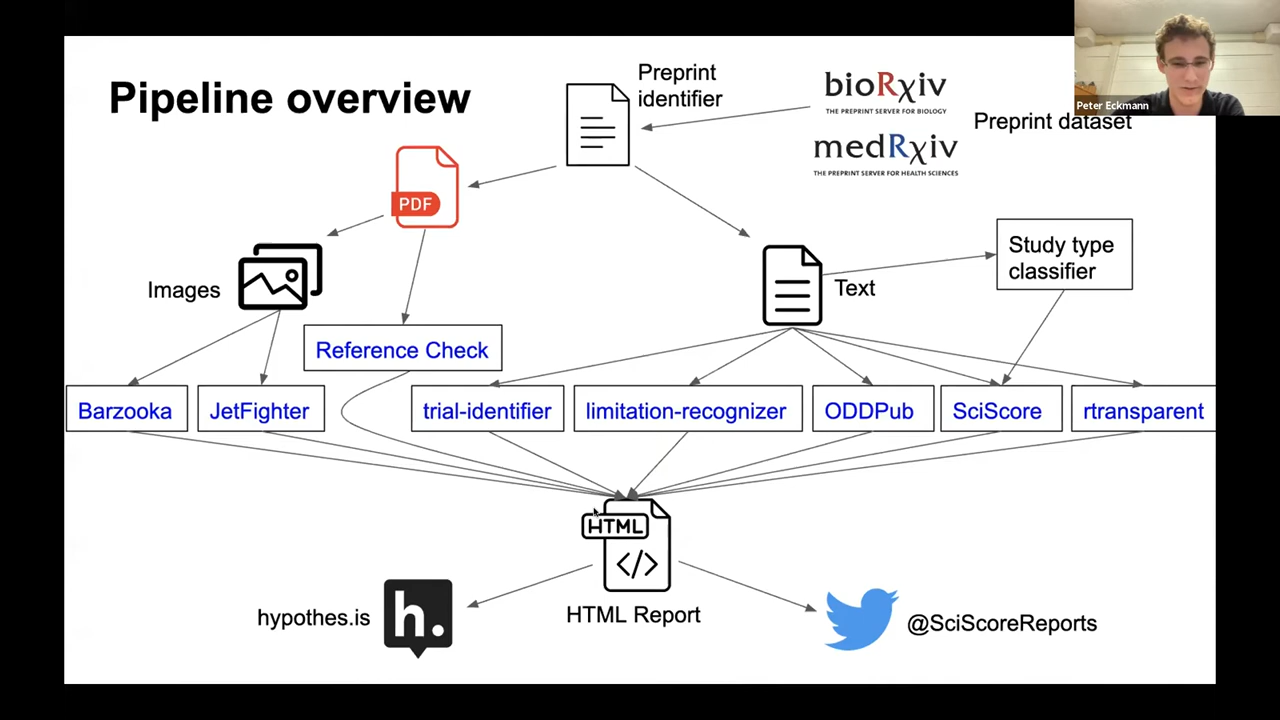 Pipeline overview
Preprint
identifier
bioRχiv
THE PREPRINT SERVER FOR BIOLOGY
medRχiv
THE PREPRINT SERVER FOR HEALTH SCIENCES
Peter Eckmann
Preprint dataset
PDF
Images
Text
Study type
classifier
Reference Check
Barzooka
JetFighter
trial-identifier
limitation-recognizer
ODDPub
SciScore
rtransparent
HTML
</>
HTML Report
hypothes.is
h.
@SciScoreReports